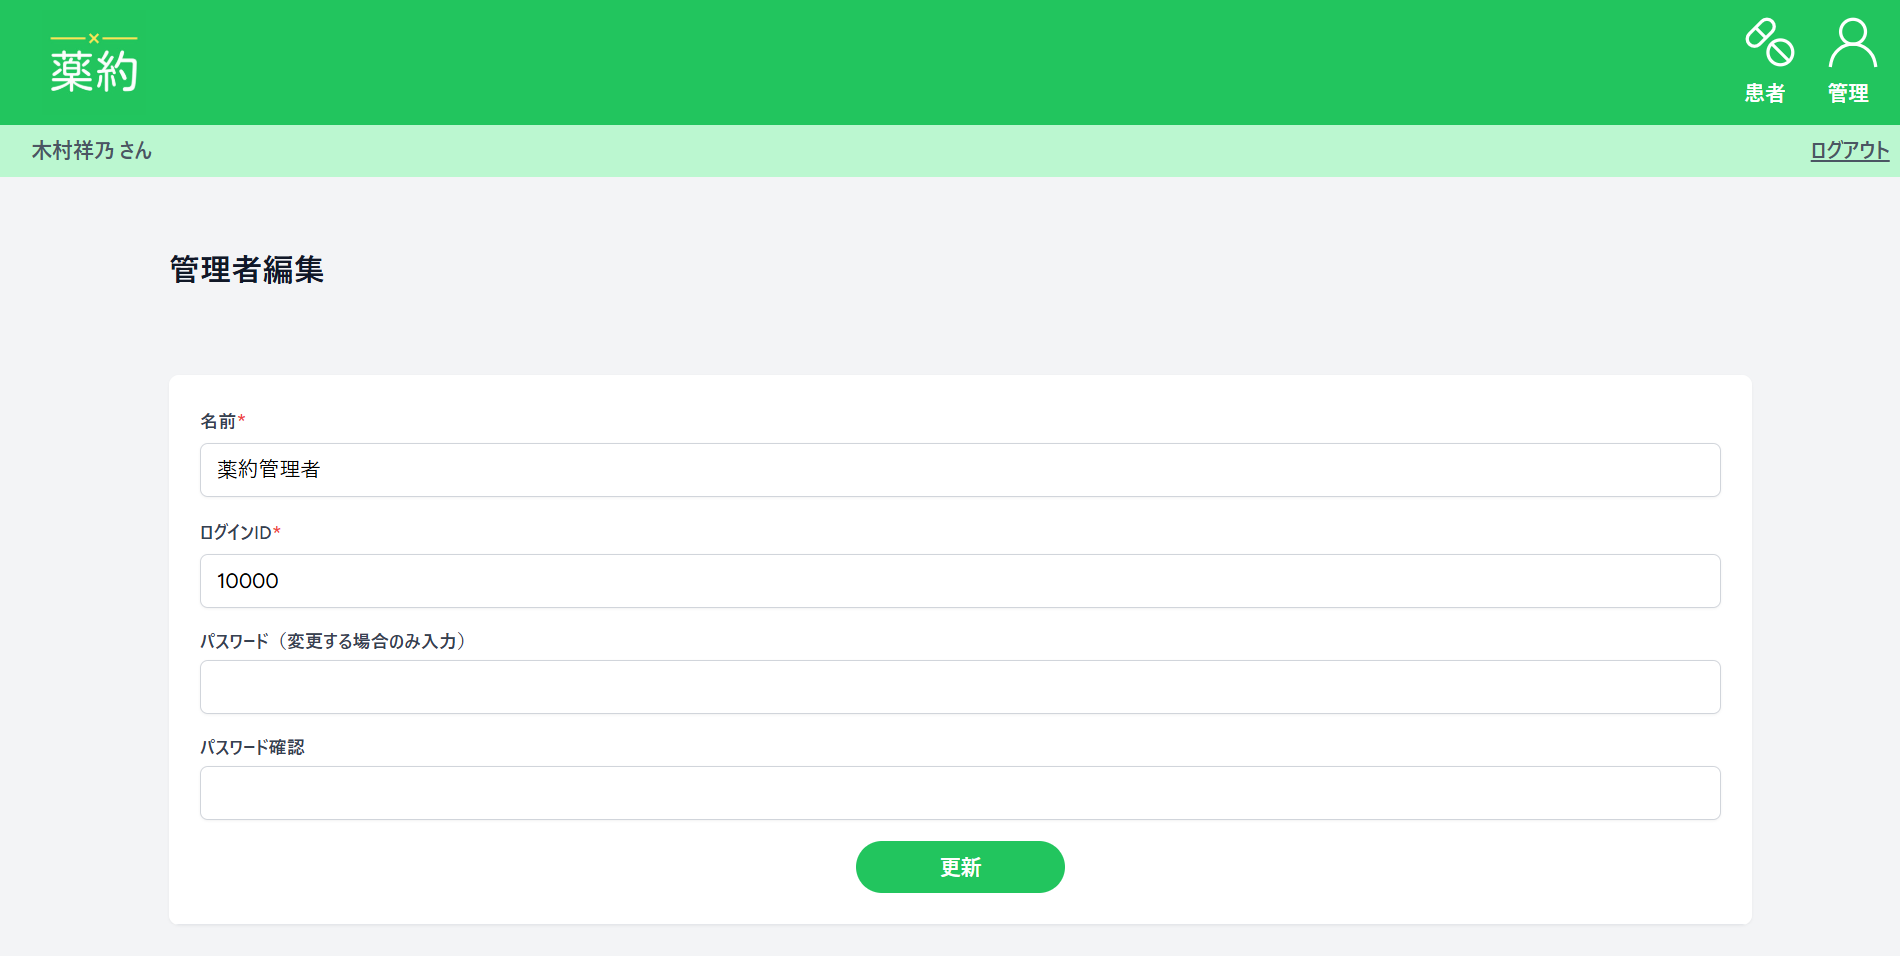 薬約
患者
管理
木村祥乃 さん
ログアウト
管理者編集
名前*
薬約管理者
ログインID*
10000
パスワード（変更する場合のみ入力）
パスワード確認
更新